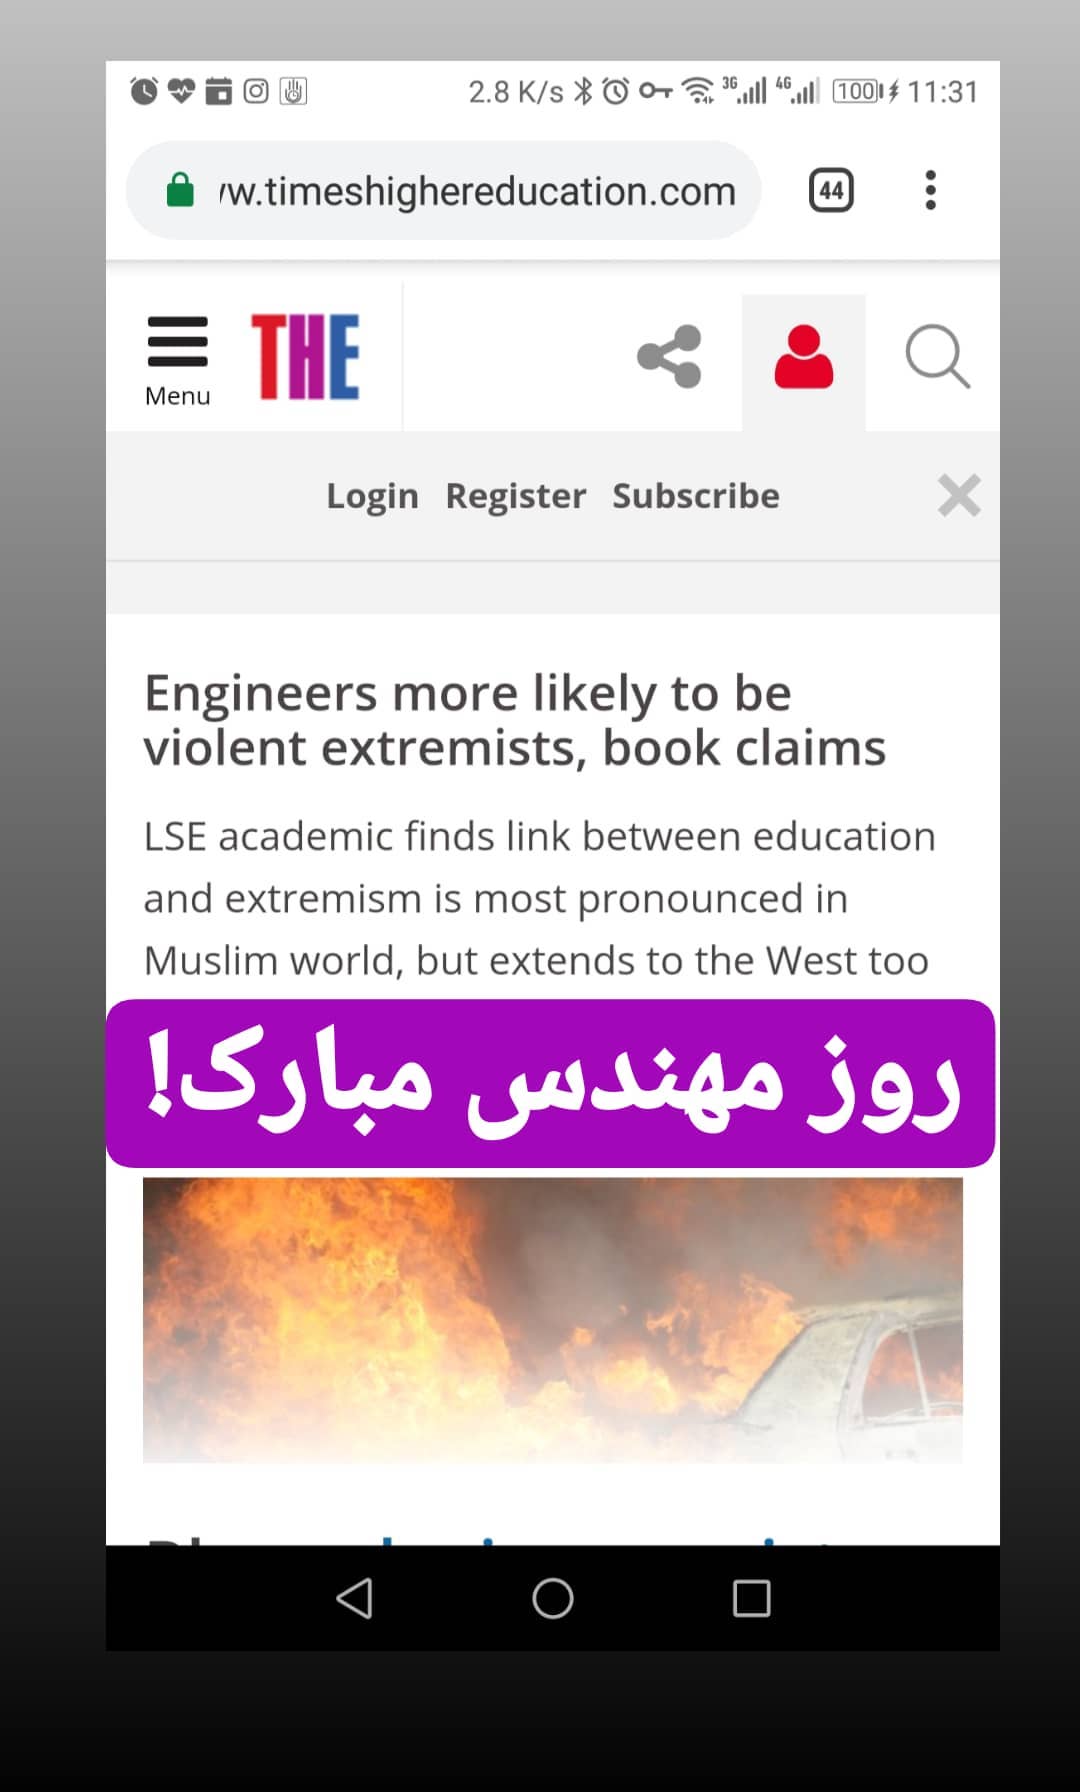 2.8 K/s 3G 4G 100 11:31
w.timeshighereducation.com 44
THE
Menu
Login Register Subscribe
Engineers more likely to be
violent extremists, book claims
LSE academic finds link between education
and extremism is most pronounced in
Muslim world, but extends to the West too
روز مهندس مبارک!